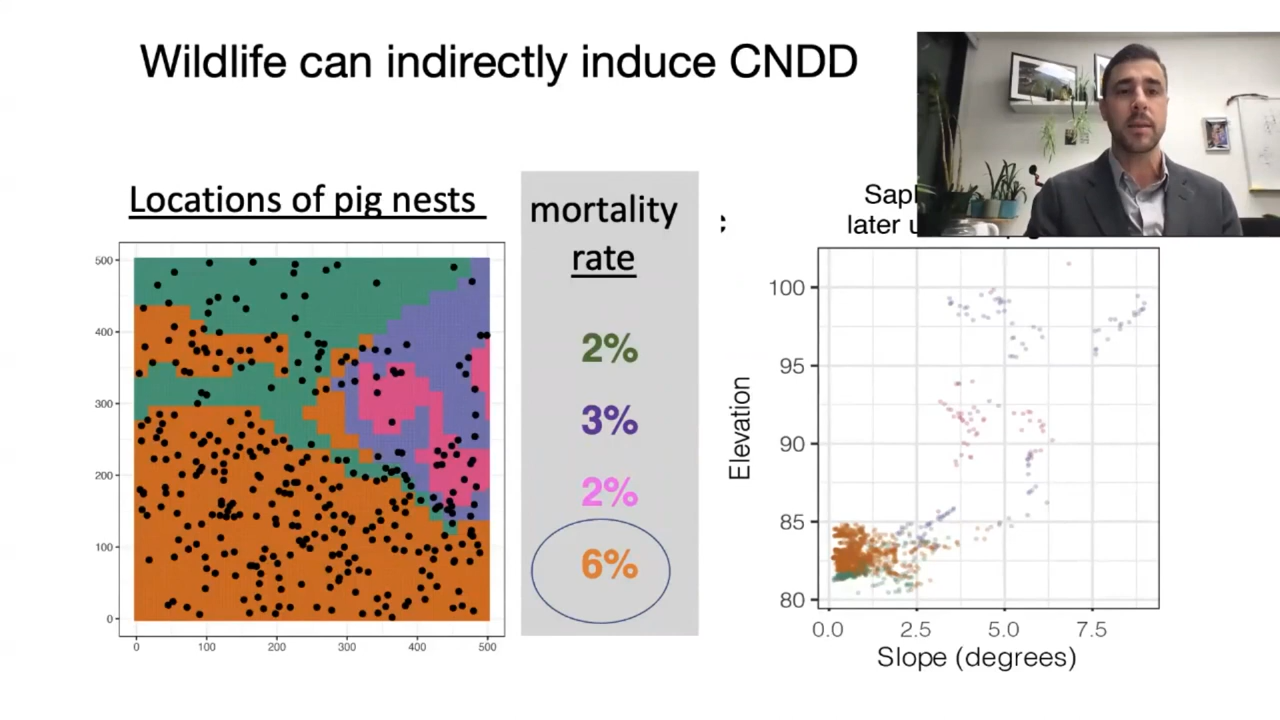 Wildlife can indirectly induce CNDD
Locations of pig nests
500
400
300
200
100
0
0 100 200 300 400 500
mortality
rate
2%
3%
2%
6%
later
100
95
90
85
80
Elevation
0.0 2.5 5.0 7.5
Slope (degrees)